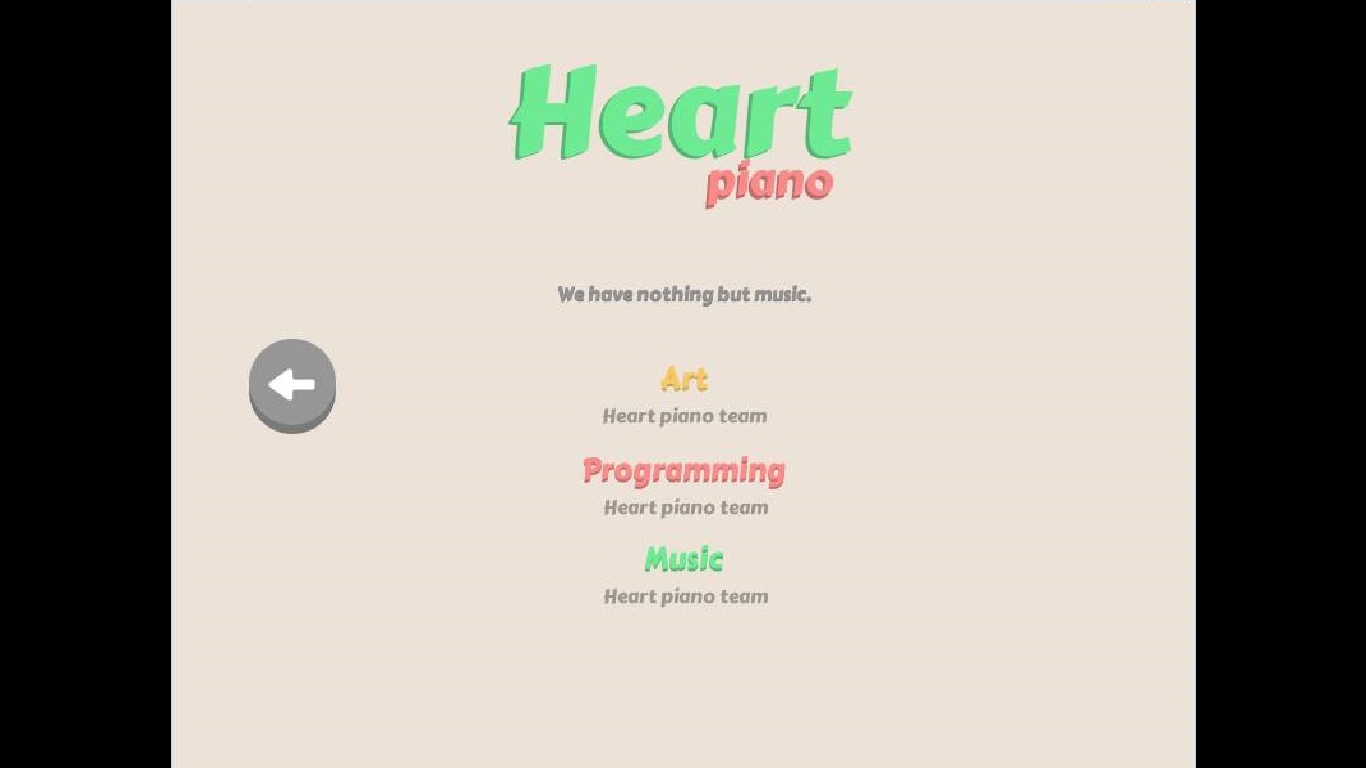 Heart
piano
We have nothing but music.
Art
Heart piano team
Programming
Heart piano team
Music
Heart piano team